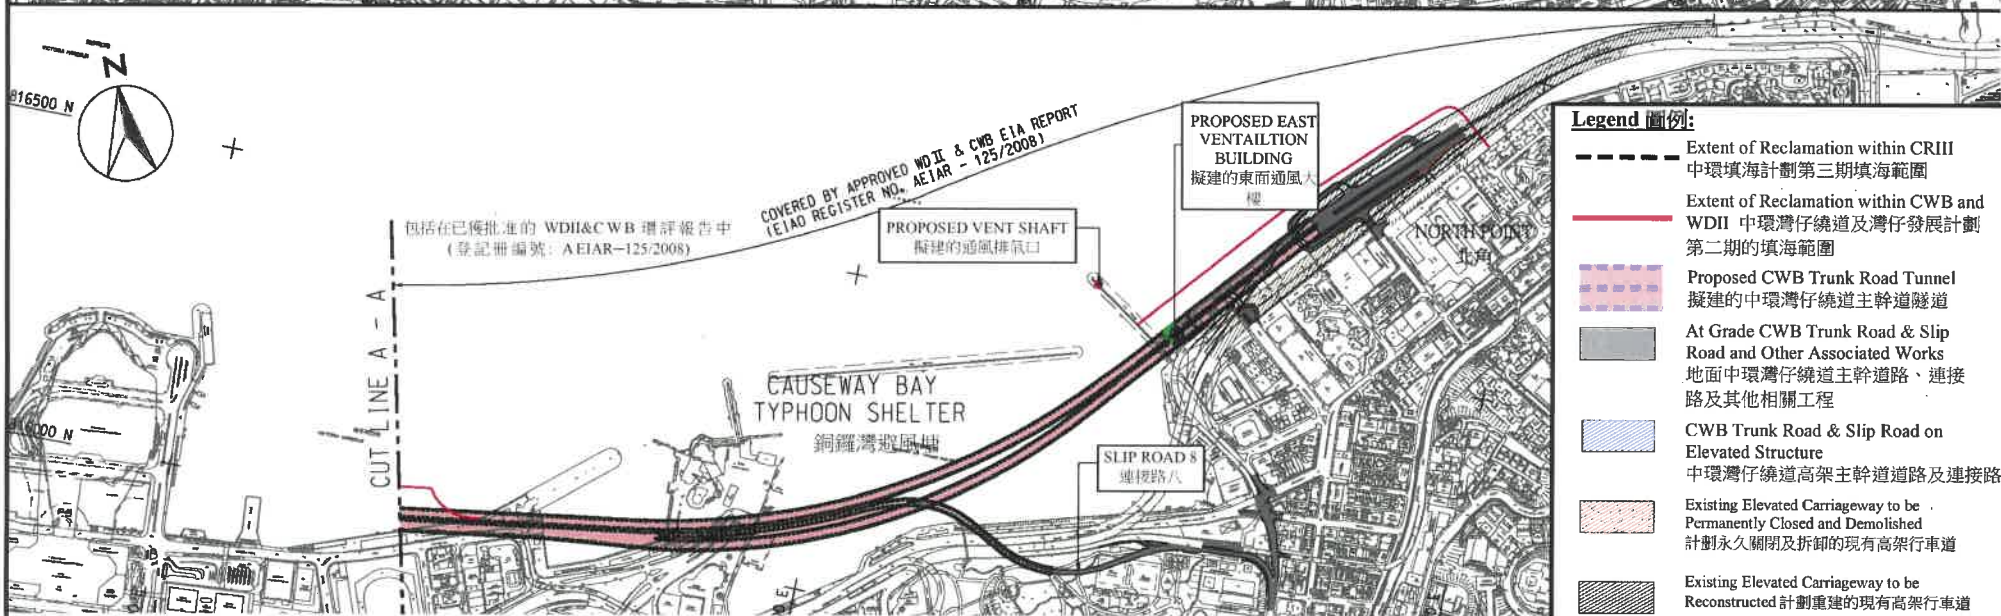 N
816500 N
COVERED BY APPROVED WDII & CWB EIA REPORT
(EIAO REGISTER NO. AEIAR - 125/2008)
包括在已獲批准的 WDII&CWB 環評報告中
(登記冊編號: AEIAR-125/2008)
PROPOSED VENT SHAFT
擬建的通風排氣口
PROPOSED EAST
VENTAILTION
BUILDING
擬建的東面通風大
樓
NORTH POINT
北角
CUT LINE A - A
CAUSEWAY BAY
TYPHOON SHELTER
銅鑼灣避風塘
SLIP ROAD 8
連接路八
Legend 圖例:
Extent of Reclamation within CRIII
中環填海計劃第三期填海範圍
Extent of Reclamation within CWB and
WDII 中環灣仔繞道及灣仔發展計劃
第二期的填海範圍
Proposed CWB Trunk Road Tunnel
擬建的中環灣仔繞道主幹道隧道
At Grade CWB Trunk Road & Slip
Road and Other Associated Works
地面中環灣仔繞道主幹道路、連接
路及其他相關工程
CWB Trunk Road & Slip Road on
Elevated Structure
中環灣仔繞道高架主幹道道路及連接路
Existing Elevated Carriageway to be
Permanently Closed and Demolished
計劃永久關閉及拆卸的現有高架行車道
Existing Elevated Carriageway to be
Reconstructed 計劃重建的現有高架行車道